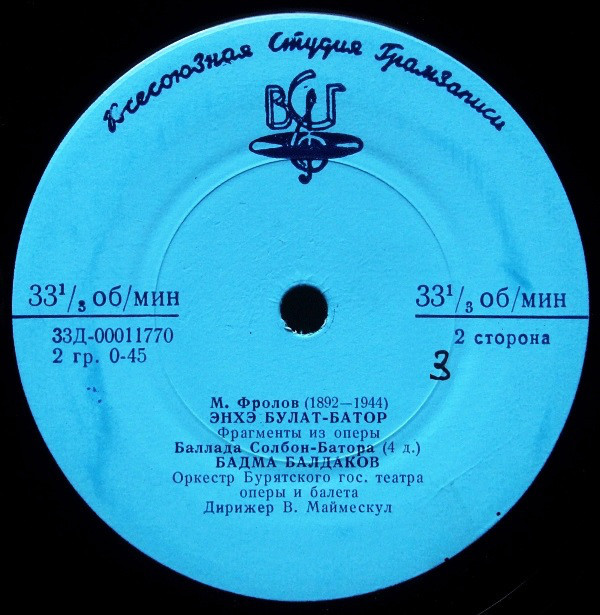 Всесоюзная Студия Грамзаписи
ВСГ
33¹/₃ об/мин
33¹/₃ об/мин
33Д-00011770
2 гр. 0-45
2 сторона
3
М. Фролов (1892—1944)
ЭНХЭ БУЛАТ-БАТОР
Фрагменты из оперы
Баллада Солбон-Батора (4 д.)
БАДМА БАЛДАКОВ
Оркестр Бурятского гос. театра
оперы и балета
Дирижер В. Маймескул